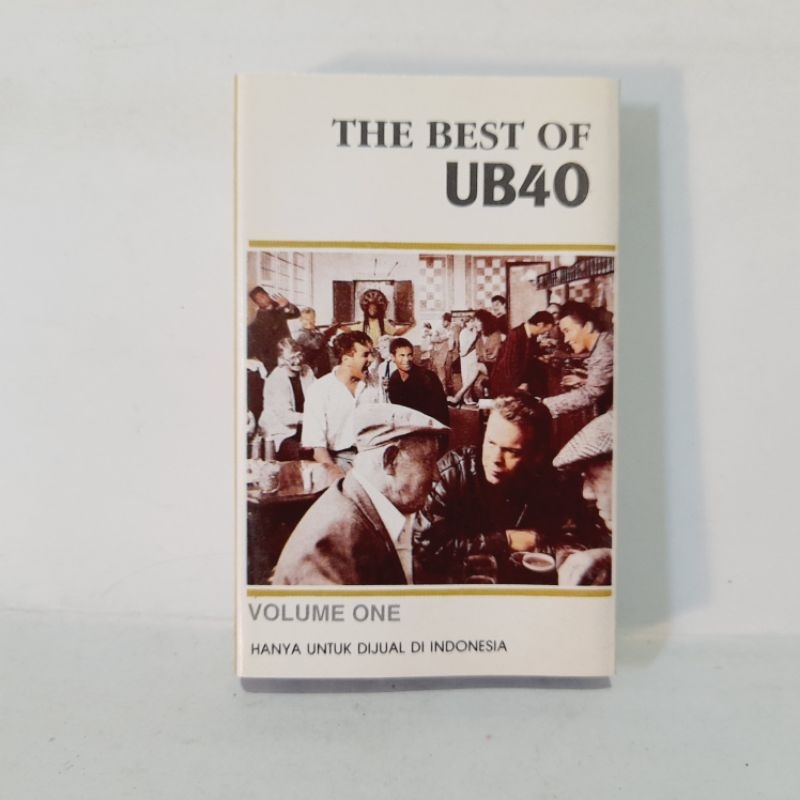 THE BEST OF
UB40
VOLUME ONE
HANYA UNTUK DIJUAL DI INDONESIA